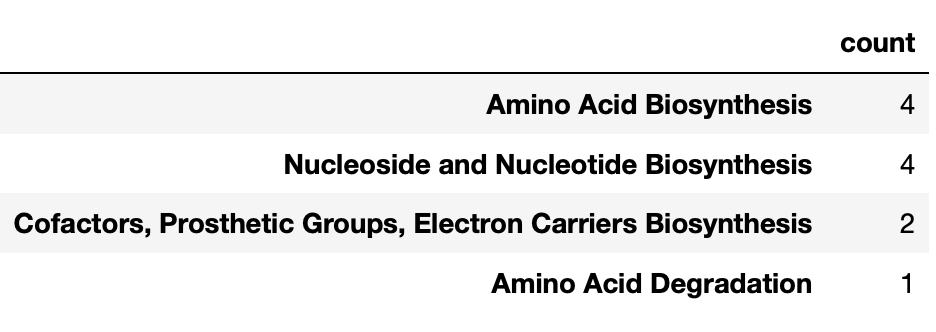 count
Amino Acid Biosynthesis 4
Nucleoside and Nucleotide Biosynthesis 4
Cofactors, Prosthetic Groups, Electron Carriers Biosynthesis 2
Amino Acid Degradation 1